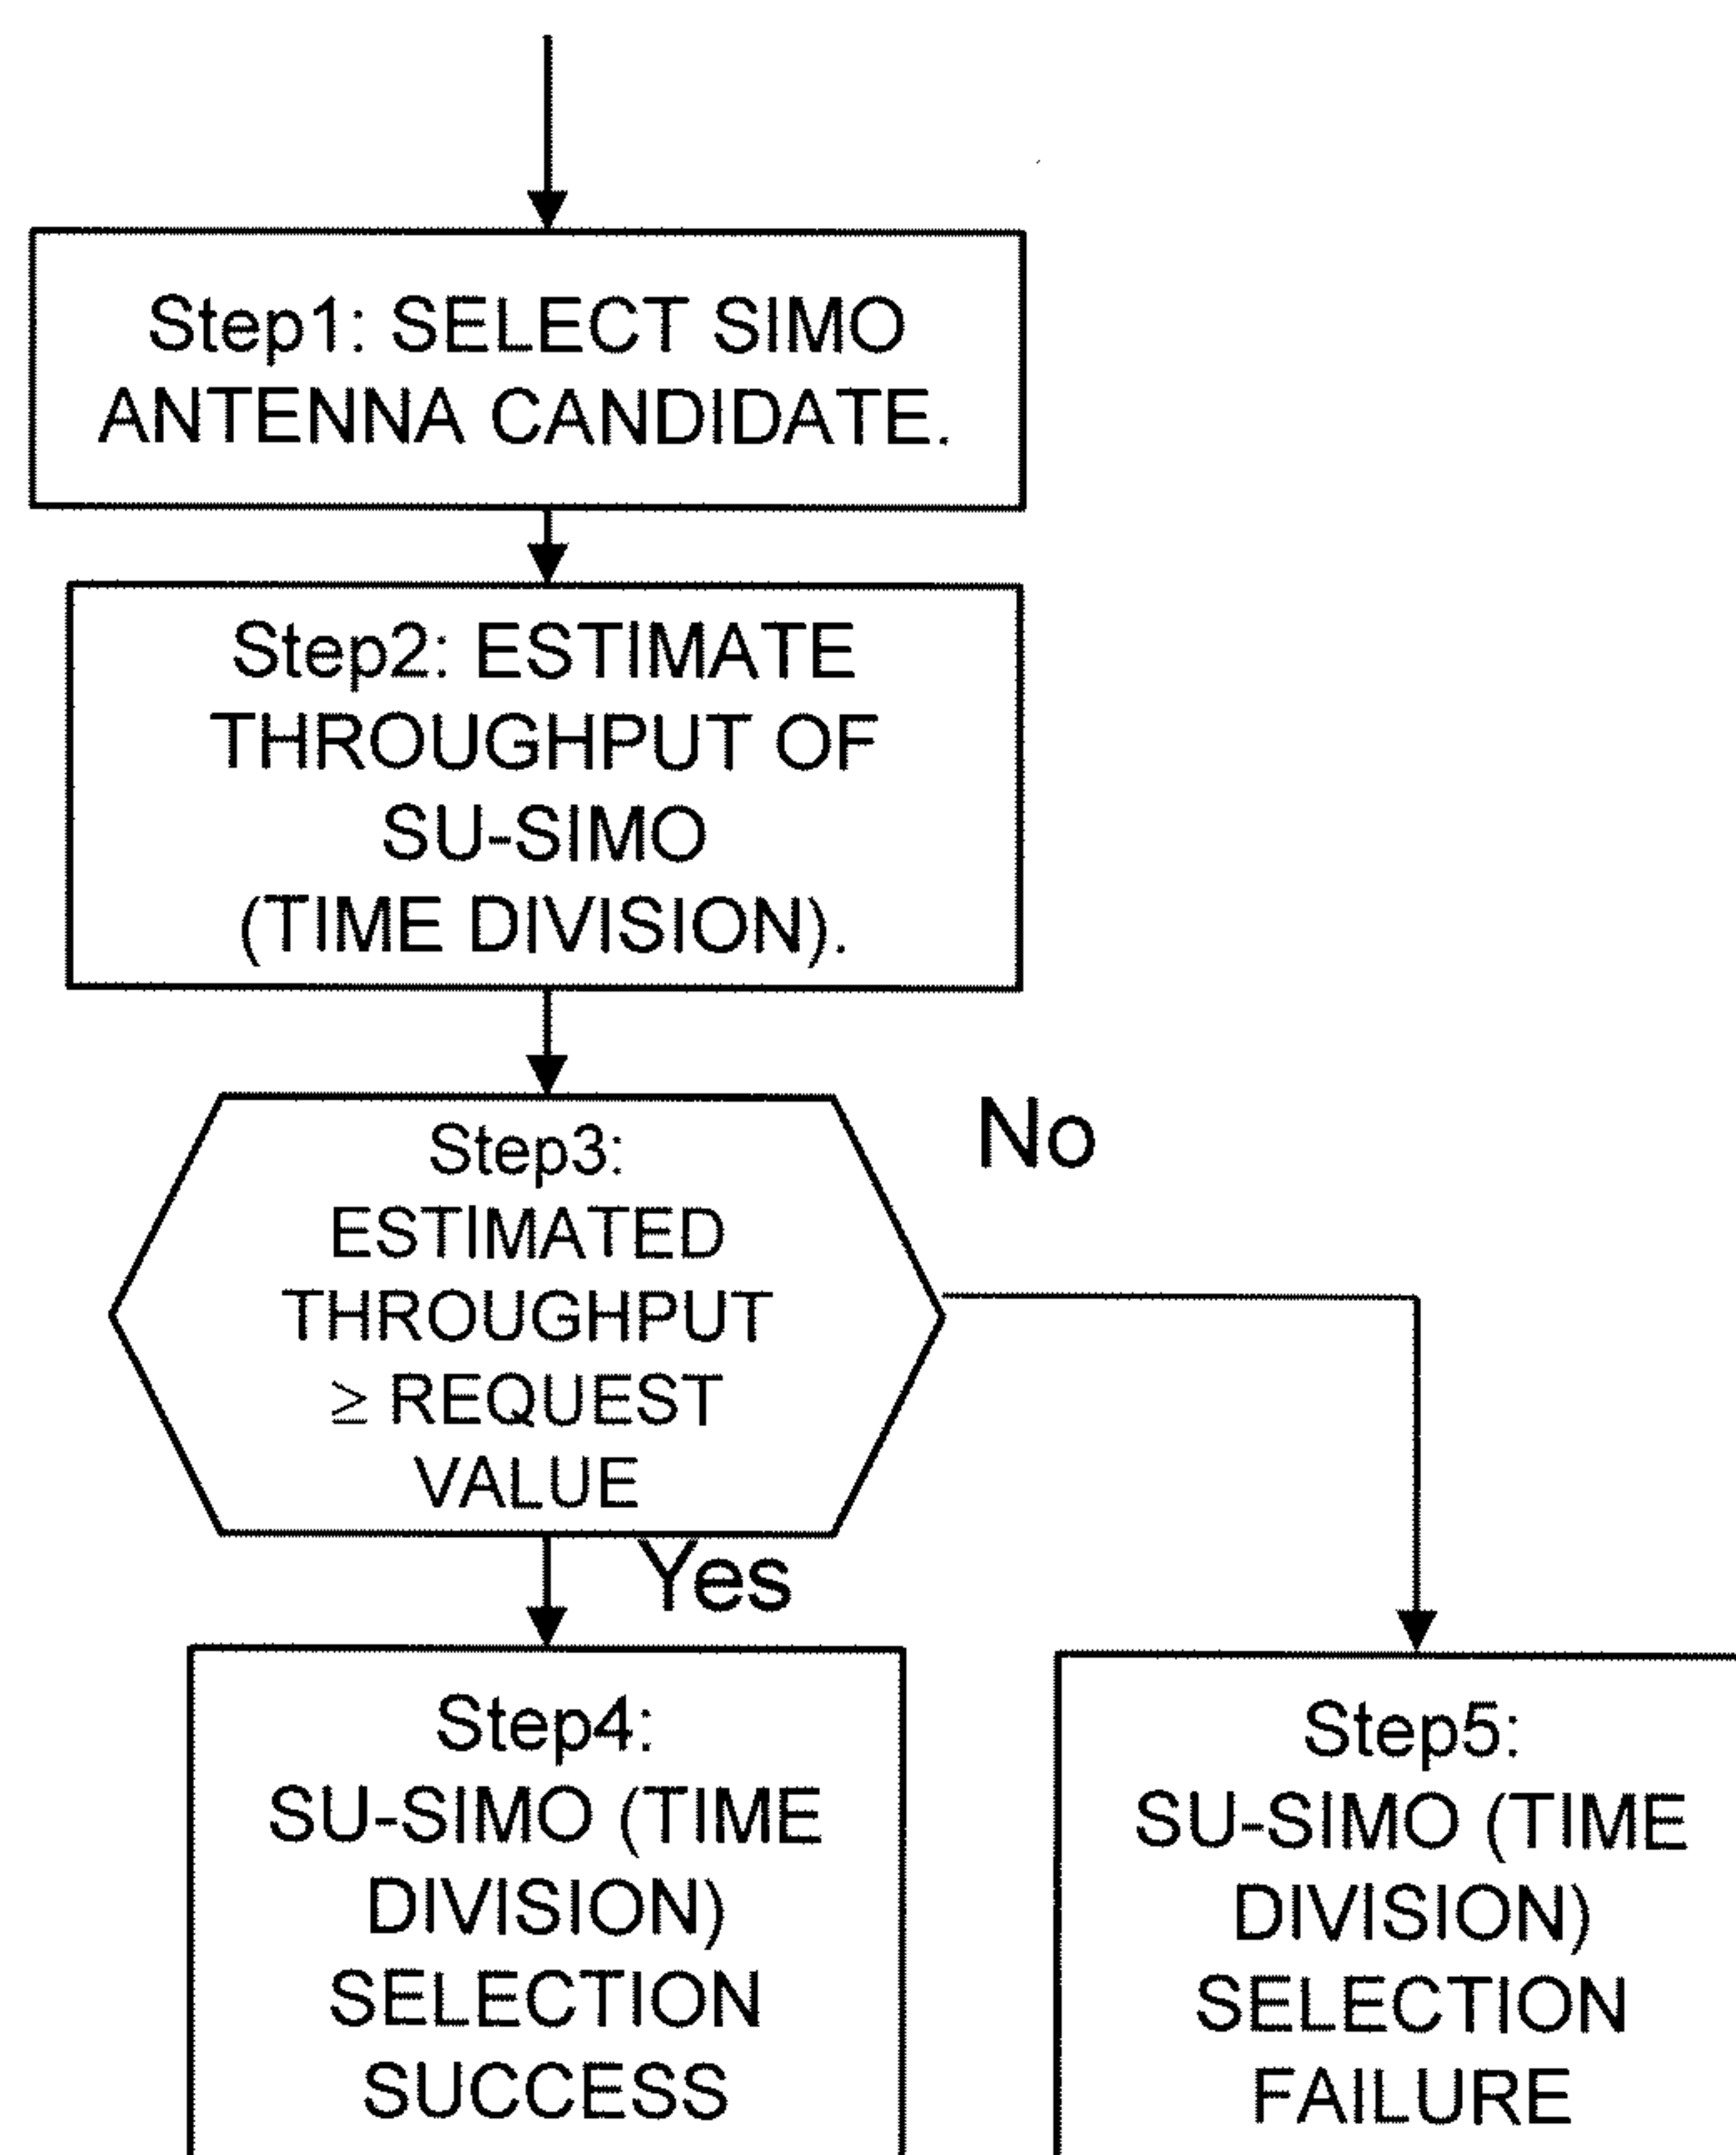 Step1: SELECT SIMO
ANTENNA CANDIDATE.
Step2: ESTIMATE
THROUGHPUT OF
SU-SIMO
(TIME DIVISION).
Step3:
ESTIMATED
THROUGHPUT
≥ REQUEST
VALUE
No
Yes
Step4:
SU-SIMO (TIME
DIVISION)
SELECTION
SUCCESS
Step5:
SU-SIMO (TIME
DIVISION)
SELECTION
FAILURE